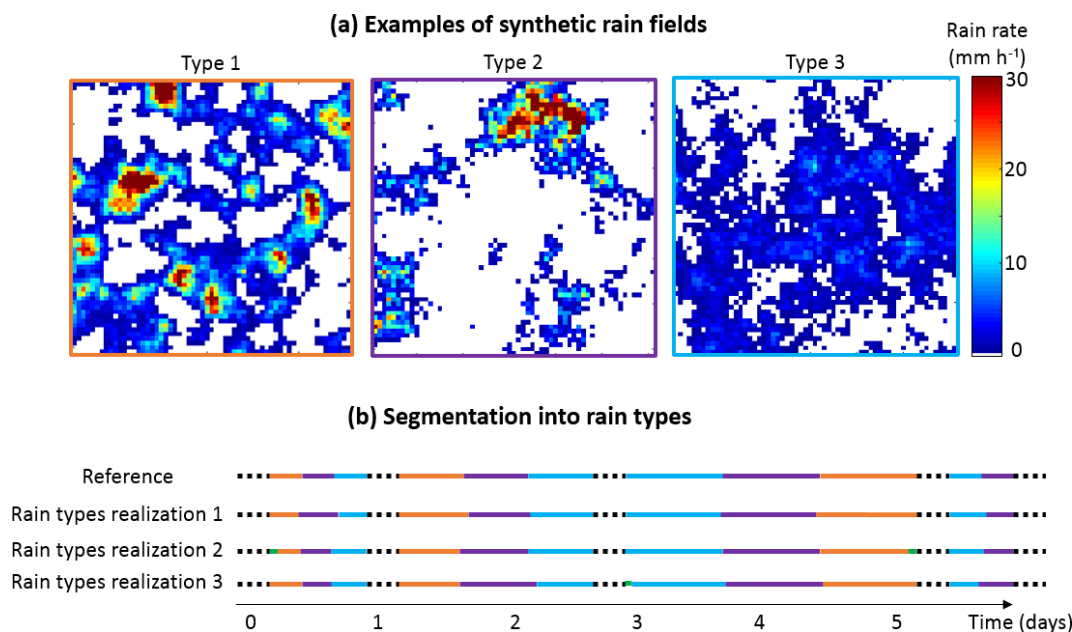 (a) Examples of synthetic rain fields
Rain rate
(mm h⁻¹)
Type 1
Type 2
Type 3
30
20
10
0
(b) Segmentation into rain types
Reference
Rain types realization 1
Rain types realization 2
Rain types realization 3
0 1 2 3 4 5 Time (days)